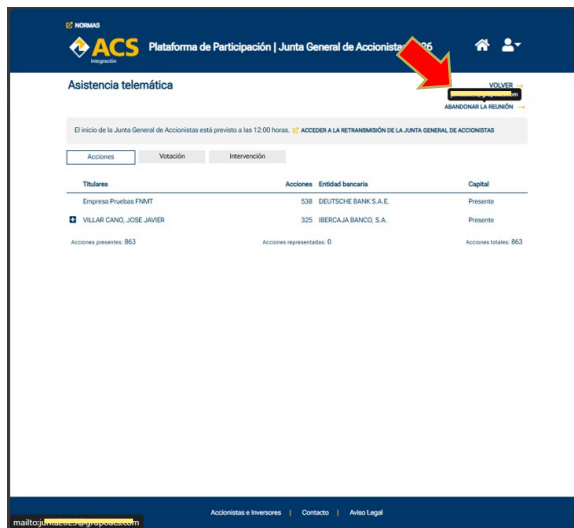 NORMAS
ACS
Integración
Plataforma de Participación | Junta General de Accionista 26
Asistencia telemática
VOLVER →
ABANDONAR LA REUNIÓN →
El inicio de la Junta General de Accionistas está previsto a las 12:00 horas. ACCEDER A LA RETRANSMISIÓN DE LA JUNTA GENERAL DE ACCIONISTAS
Acciones Votación Intervención
Titulares Acciones Entidad bancaria Capital
Empresa Pruebas FNMT 538 DEUTSCHE BANK S.A.E. Presente
VILLAR CANO, JOSE JAVIER 325 IBERCAJA BANCO, S.A. Presente
Acciones presentes: 863 Acciones representadas: 0 Acciones totales: 863
Accionistas e Inversores | Contacto | Aviso Legal